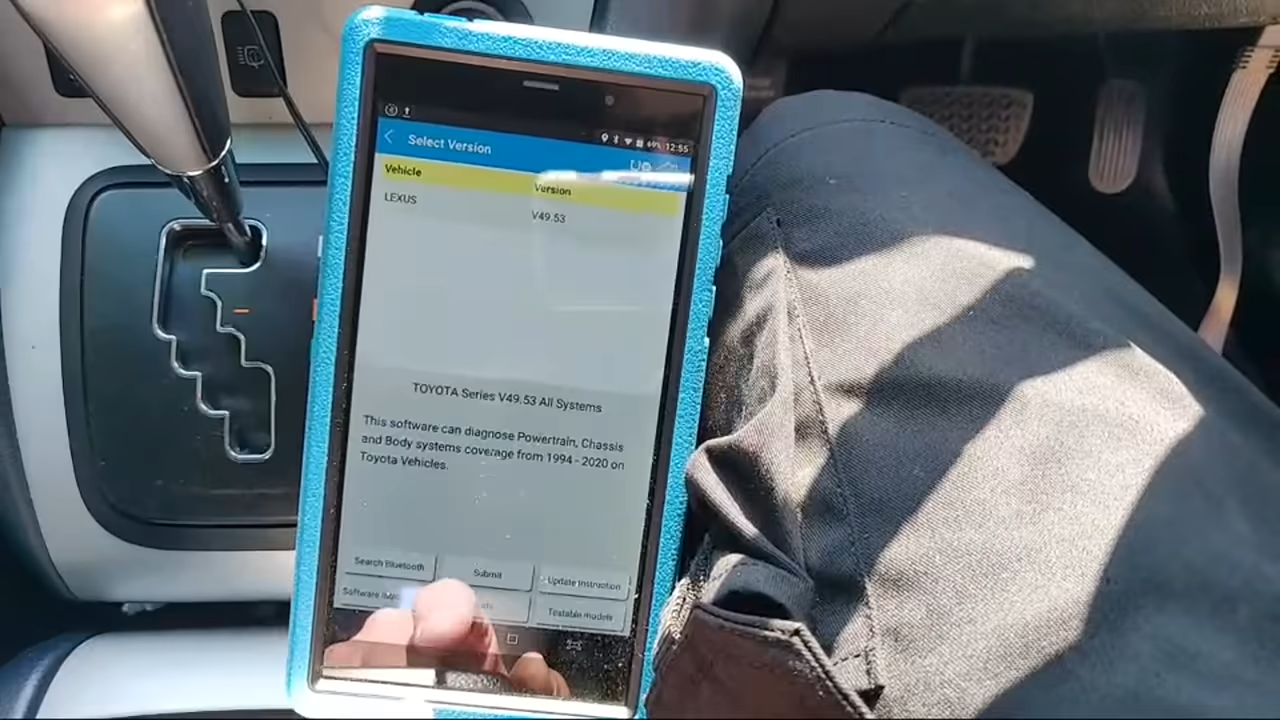 69% 12:55
Select Version
Vehicle Version
LEXUS V49.53
TOYOTA Series V49.53 All Systems
This software can diagnose Powertrain, Chassis
and Body systems coverage from 1994 - 2020 on
Toyota Vehicles.
Search Bluetooth Submit Update Instruction
Software Testable models